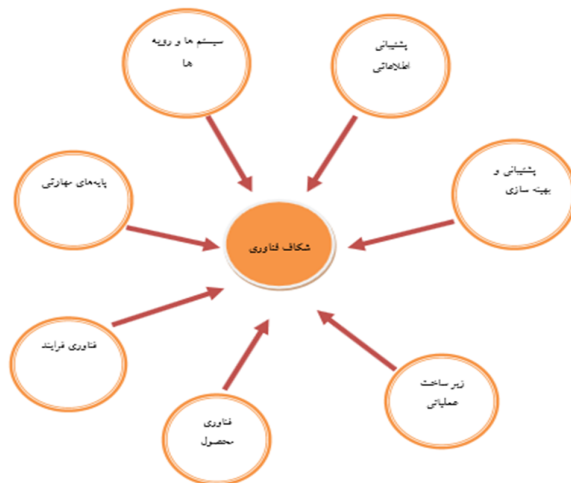 سیستم ها و رویه
ها
پشتیبانی
اطلاعاتی
پشتیبانی و
بهینه سازی
پایه‌های مهارتی
شکاف فناوری
فناوری فرایند
زیر ساخت
عملیاتی
فناوری
محصول